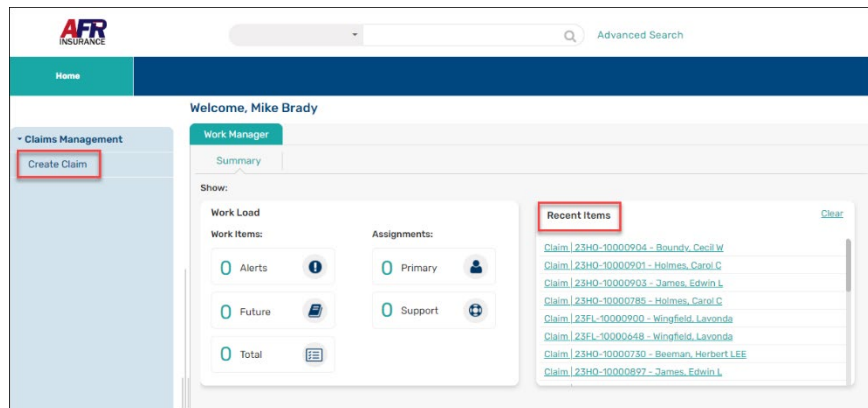 AFR
INSURANCE
Advanced Search
Home
Welcome, Mike Brady
Claims Management
Create Claim
Work Manager
Summary
Show:
Work Load
Work Items:
Assignments:
0 Alerts
0 Primary
0 Future
0 Support
0 Total
Recent Items
Clear
Claim | 23HO-10000904 - Boundy, Cecil W
Claim | 23HO-10000901 - Holmes, Carol C
Claim | 23HO-10000903 - James, Edwin L
Claim | 23HO-10000785 - Holmes, Carol C
Claim | 23FL-10000900 - Wingfield, Lavonda
Claim | 23FL-10000648 - Wingfield, Lavonda
Claim | 23HO-10000730 - Beeman, Herbert LEE
Claim | 23HO-10000897 - James, Edwin L